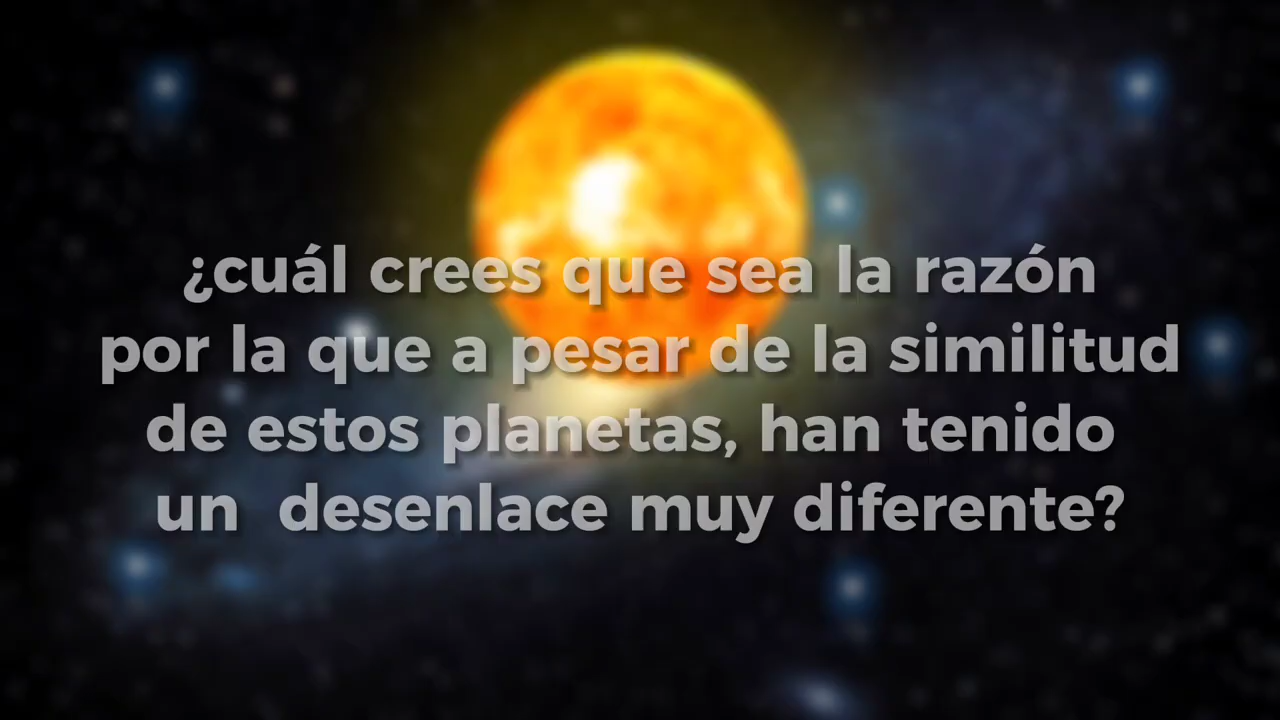 ¿cuál crees que sea la razón
por la que a pesar de la similitud
de estos planetas, han tenido
un  desenlace muy diferente?